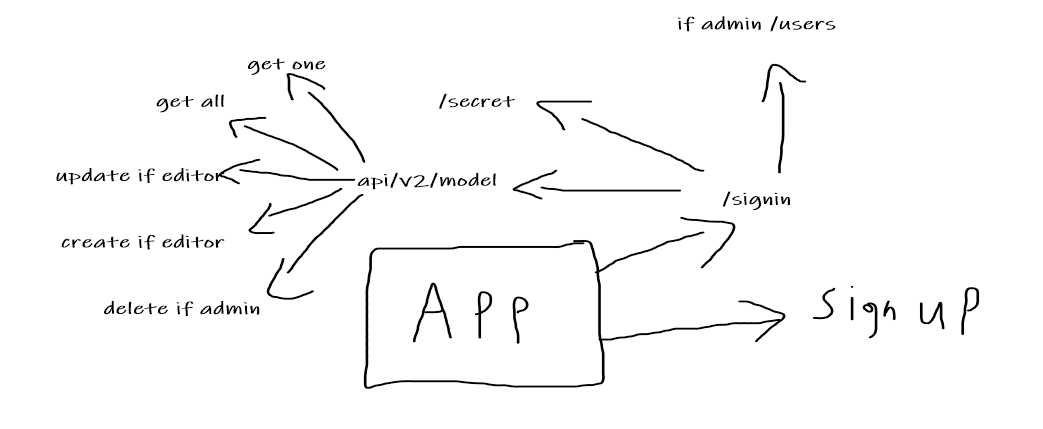 if admin /users
get one
get all
/secret
update if editor
api/v2/model
/signin
create if editor
delete if admin
App
sign up